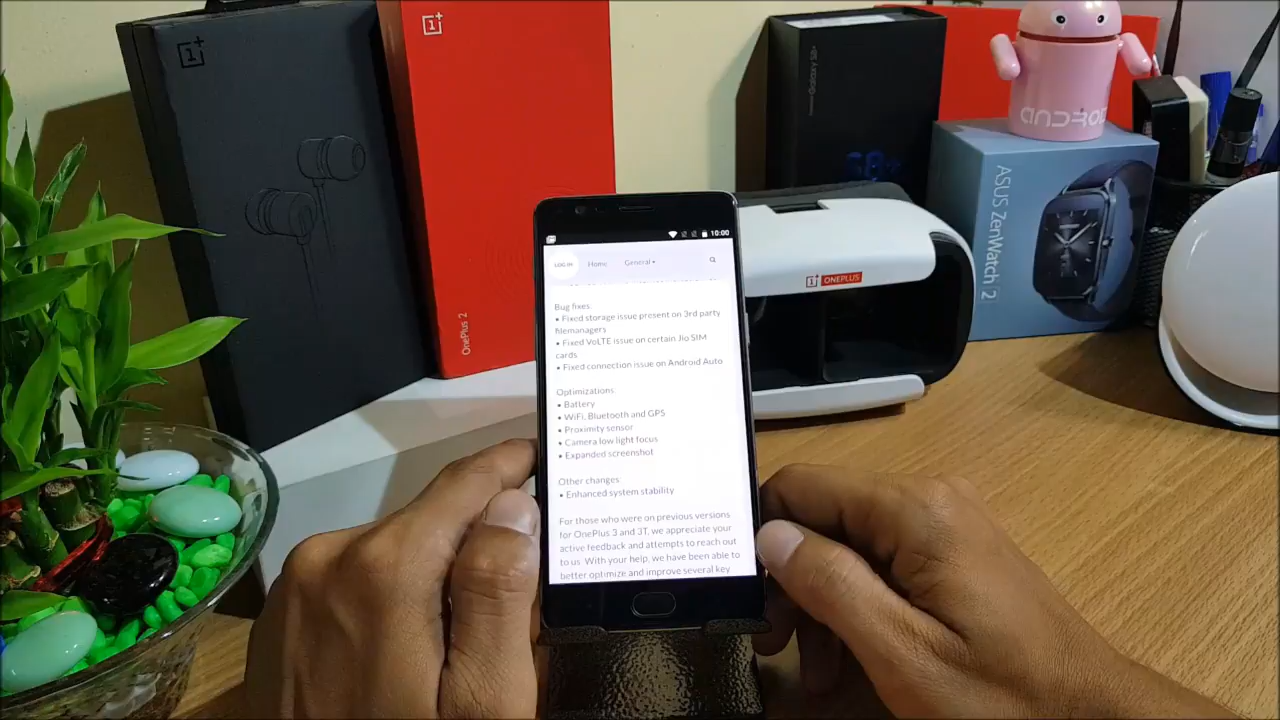 OnePlus 2
Galaxy S8+
S8+
ANDROID
ASUS ZenWatch 2
ONEPLUS
10:00
LOG IN Home General
Bug fixes:
• Fixed storage issue present on 3rd party
filemanagers
• Fixed VoLTE issue on certain Jio SIM
cards
• Fixed connection issue on Android Auto
Optimizations
• Battery
• WiFi, Bluetooth and GPS
• Proximity sensor
• Camera low light focus
• Expanded screenshot
Other changes
• Enhanced system stability
For those who were on previous versions
for OnePlus 3 and 3T, we appreciate your
active feedback and attempts to reach out
to us. With your help, we have been able to
better optimize and improve several key